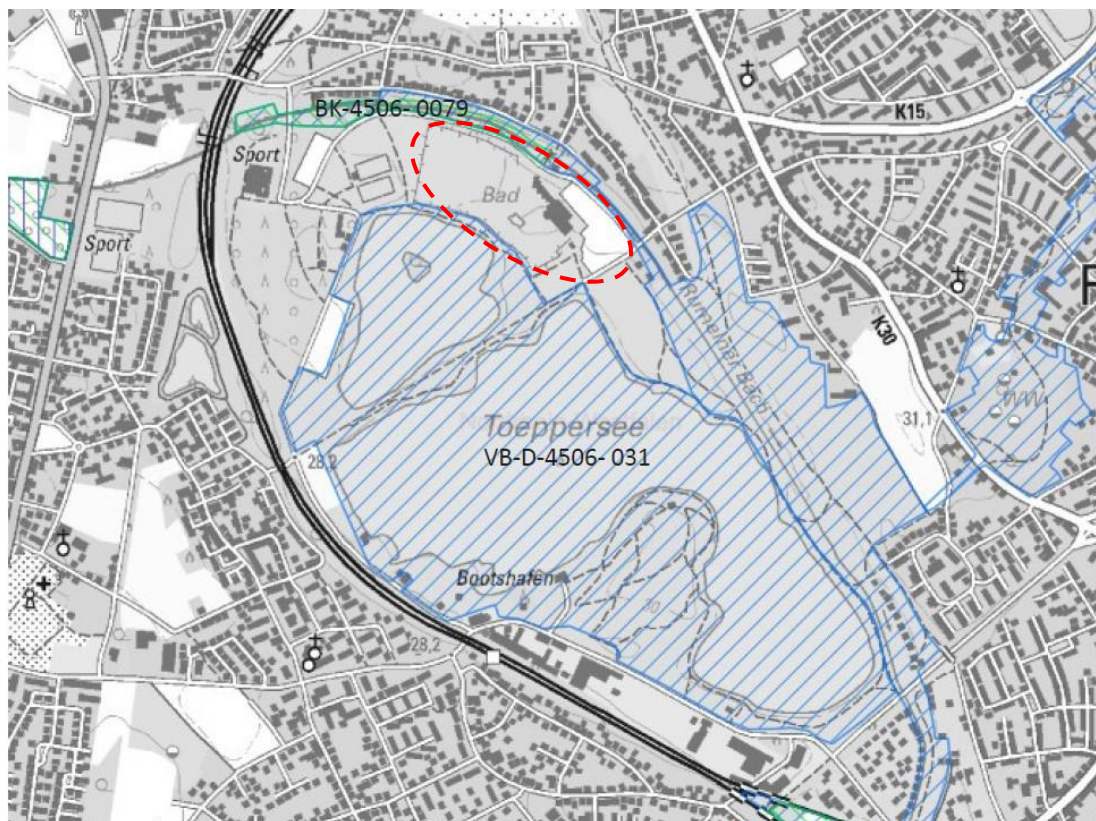 BK-4506- 0079
K15
Sport
Bad
Sport
Rumelner Bach
K30
WW
31,1
Toeppersee
VB-D-4506- 031
28,2
Bootshafen
28,2